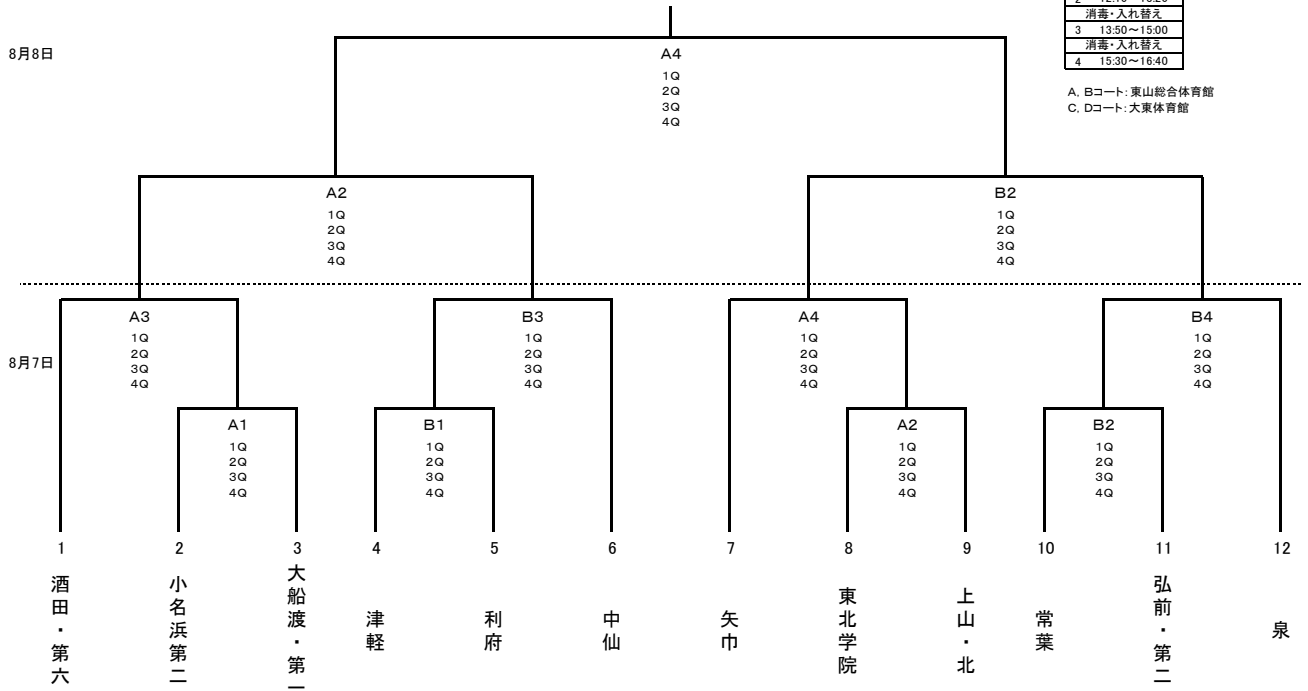 消毒・入れ替え
3 13:50～15:00
消毒・入れ替え
4 15:30～16:40
A, Bコート：東山総合体育館
C, Dコート：大東体育館
8月8日
A4
1Q
2Q
3Q
4Q
A2
1Q
2Q
3Q
4Q
B2
1Q
2Q
3Q
4Q
8月7日
A3
1Q
2Q
3Q
4Q
B3
1Q
2Q
3Q
4Q
A4
1Q
2Q
3Q
4Q
B4
1Q
2Q
3Q
4Q
A1
1Q
2Q
3Q
4Q
B1
1Q
2Q
3Q
4Q
A2
1Q
2Q
3Q
4Q
B2
1Q
2Q
3Q
4Q
1 2 3 4 5 6 7 8 9 10 11 12
酒田・第六
小名浜第二
大船渡・第一
津軽
利府
中仙
矢巾
東北学院
上山・北
常葉
弘前・第二
泉